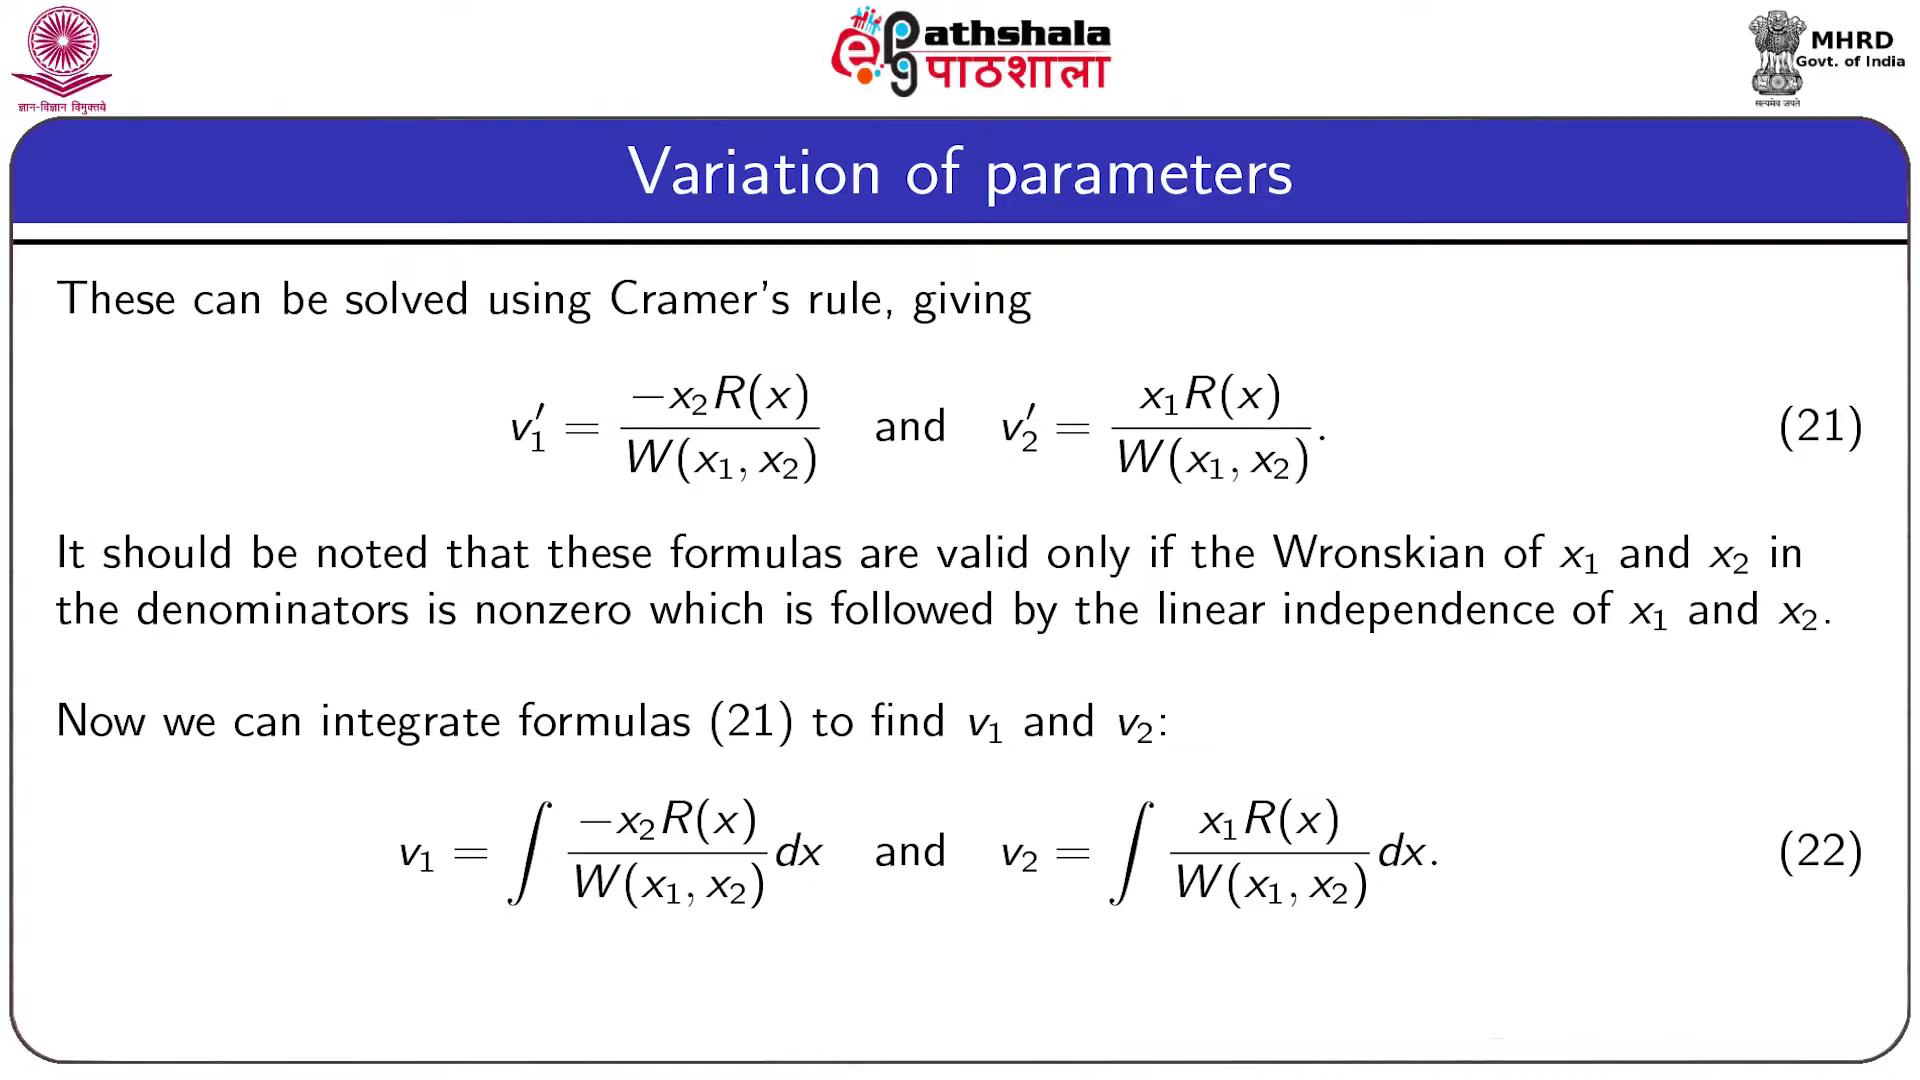 ज्ञान-विज्ञान विमुक्तये
ePG Pathshala
पाठशाला
MHRD
Govt. of India
सत्यमेव जयते
Variation of parameters
These can be solved using Cramer's rule, giving
v₁′ = −x₂R(x) / W(x₁, x₂) and v₂′ = x₁R(x) / W(x₁, x₂). (21)
It should be noted that these formulas are valid only if the Wronskian of x₁ and x₂ in
the denominators is nonzero which is followed by the linear independence of x₁ and x₂.
Now we can integrate formulas (21) to find v₁ and v₂:
v₁ = ∫ −x₂R(x) / W(x₁, x₂) dx and v₂ = ∫ x₁R(x) / W(x₁, x₂) dx. (22)